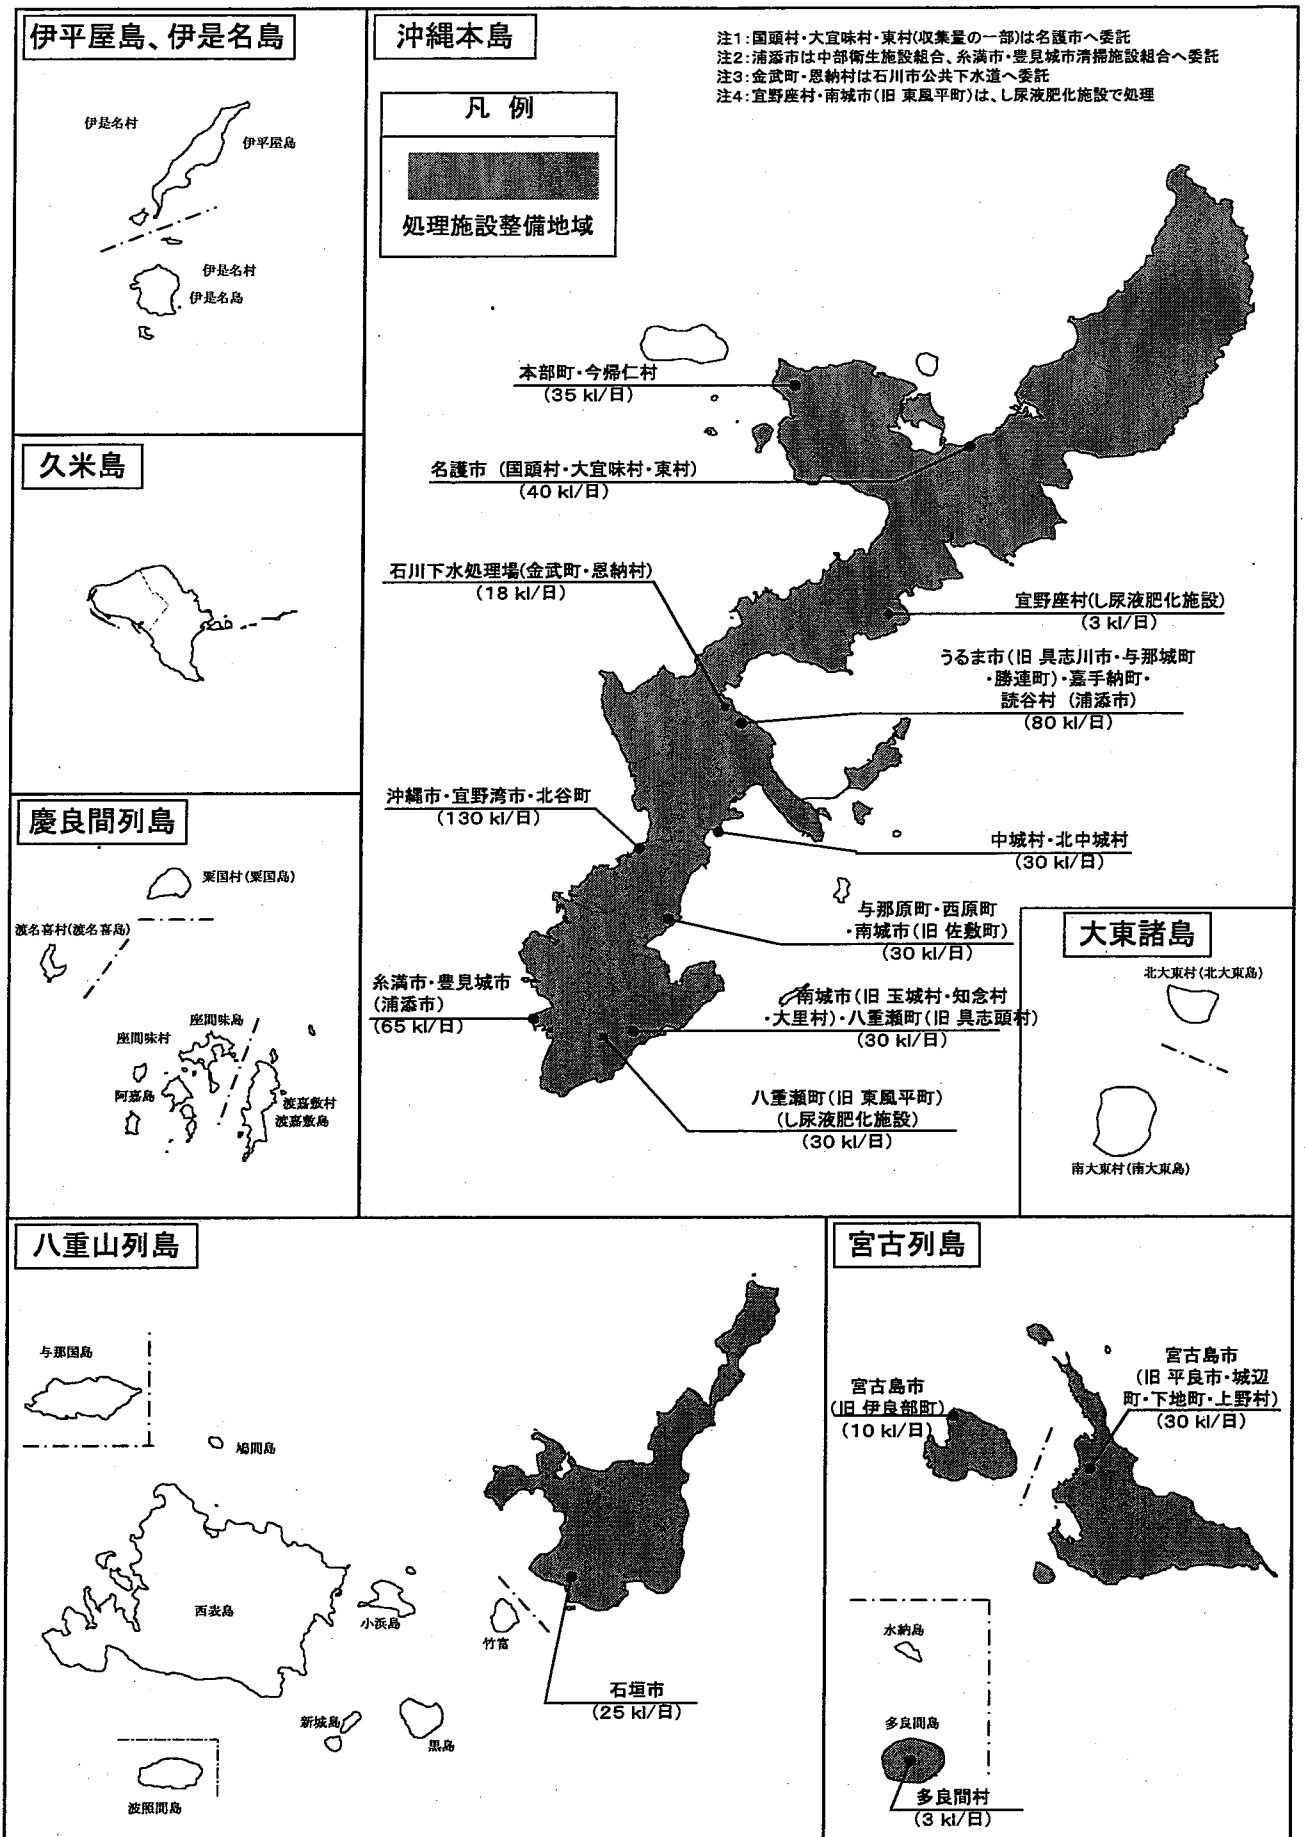 伊平屋島、伊是名島
伊是名村
伊平屋島
伊是名村
伊是名島
沖縄本島
注1:国頭村・大宜味村・東村(収集量の一部)は名護市へ委託
注2:浦添市は中部衛生施設組合、糸満市・豊見城市清掃施設組合へ委託
注3:金武町・恩納村は石川市公共下水道へ委託
注4:宜野座村・南城市(旧 東風平町)は、し尿液肥化施設で処理
凡 例
処理施設整備地域
本部町・今帰仁村
(35 kl/日)
名護市 (国頭村・大宜味村・東村)
(40 kl/日)
石川下水処理場(金武町・恩納村)
(18 kl/日)
宜野座村(し尿液肥化施設)
(3 kl/日)
うるま市(旧 具志川市・与那城町
・勝連町)・嘉手納町・
読谷村 (浦添市)
(80 kl/日)
沖縄市・宜野湾市・北谷町
(130 kl/日)
中城村・北中城村
(30 kl/日)
与那原町・西原町
・南城市(旧 佐敷町)
(30 kl/日)
糸満市・豊見城市
(浦添市)
(65 kl/日)
南城市(旧 玉城村・知念村
・大里村)・八重瀬町(旧 具志頭村)
(30 kl/日)
八重瀬町(旧 東風平町)
(し尿液肥化施設)
(30 kl/日)
久米島
慶良間列島
粟国村(粟国島)
渡名喜村(渡名喜島)
座間味島
座間味村
阿嘉島
渡嘉敷村
渡嘉敷島
大東諸島
北大東村(北大東島)
南大東村(南大東島)
八重山列島
与那国島
鳩間島
西表島
小浜島
竹富
新城島
黒島
波照間島
石垣市
(25 kl/日)
宮古列島
宮古島市
(旧 伊良部町)
(10 kl/日)
宮古島市
(旧 平良市・城辺
町・下地町・上野村)
(30 kl/日)
水納島
多良間島
多良間村
(3 kl/日)